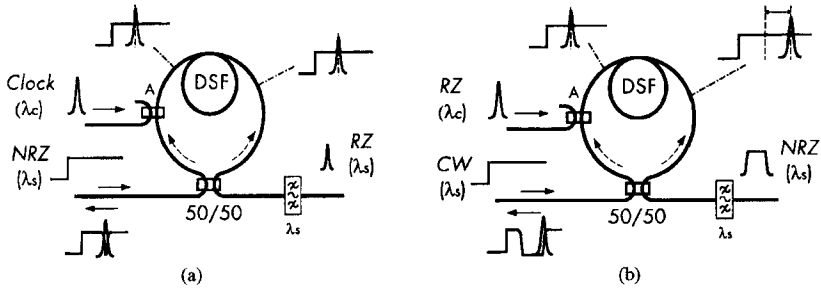 A
DSF
Clock
(λc)
NRZ
(λs)
RZ
(λs)
50/50
λs
(a)
A
DSF
RZ
(λc)
CW
(λs)
NRZ
(λs)
50/50
λs
(b)